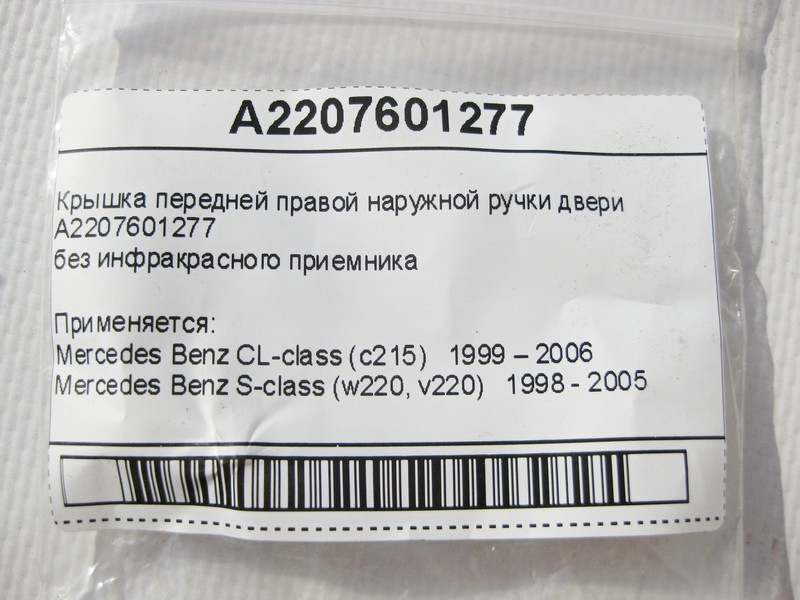 A2207601277
Крышка передней правой наружной ручки двери
A2207601277
без инфракрасного приемника
Применяется:
Mercedes Benz CL-class (c215) 1999 – 2006
Mercedes Benz S-class (w220, v220) 1998 - 2005